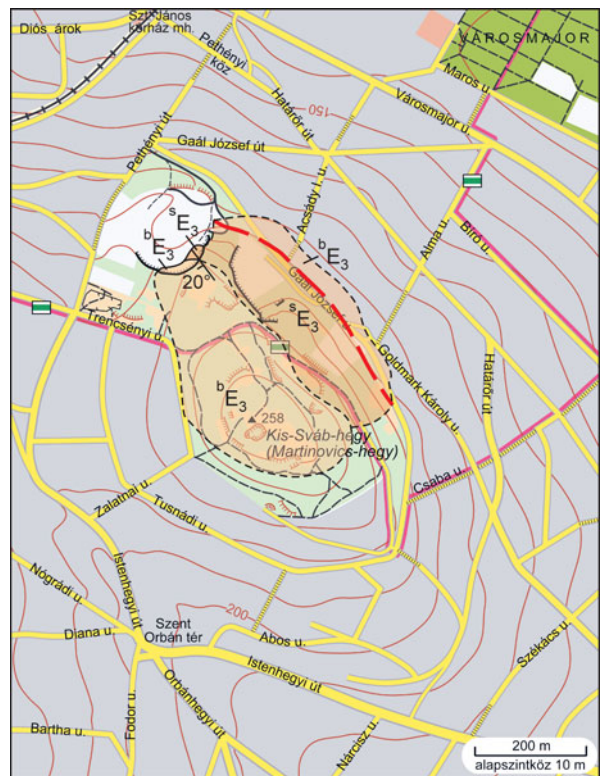 Szt. János
kórház mh.
Diós árok
VÁROSMAJOR
Pethényi
köz
Maros u.
Határőr út
Városmajor u.
150
Pethényi út
Gaál József út
Acsády I. u.
Alma u.
Bíró u.
ˢE₃
ᵇE₃
ᵇE₃
20°
Gaál József u.
ˢE₃
Trencsényi u.
Goldmark Károly u.
Határőr út
ᵇE₃
258
Kis-Sváb-hegy
(Martinovics-hegy)
Csaba u.
Zalatnai u.
Tusnádi u.
Istenhegyi út
Nógrádi u.
200
Szent
Orbán tér
Diana u.
Abos u.
Székács u.
Istenhegyi út
Orbánhegyi út
Fodor u.
Bartha u.
Nárcisz u.
200 m
alapszintköz 10 m